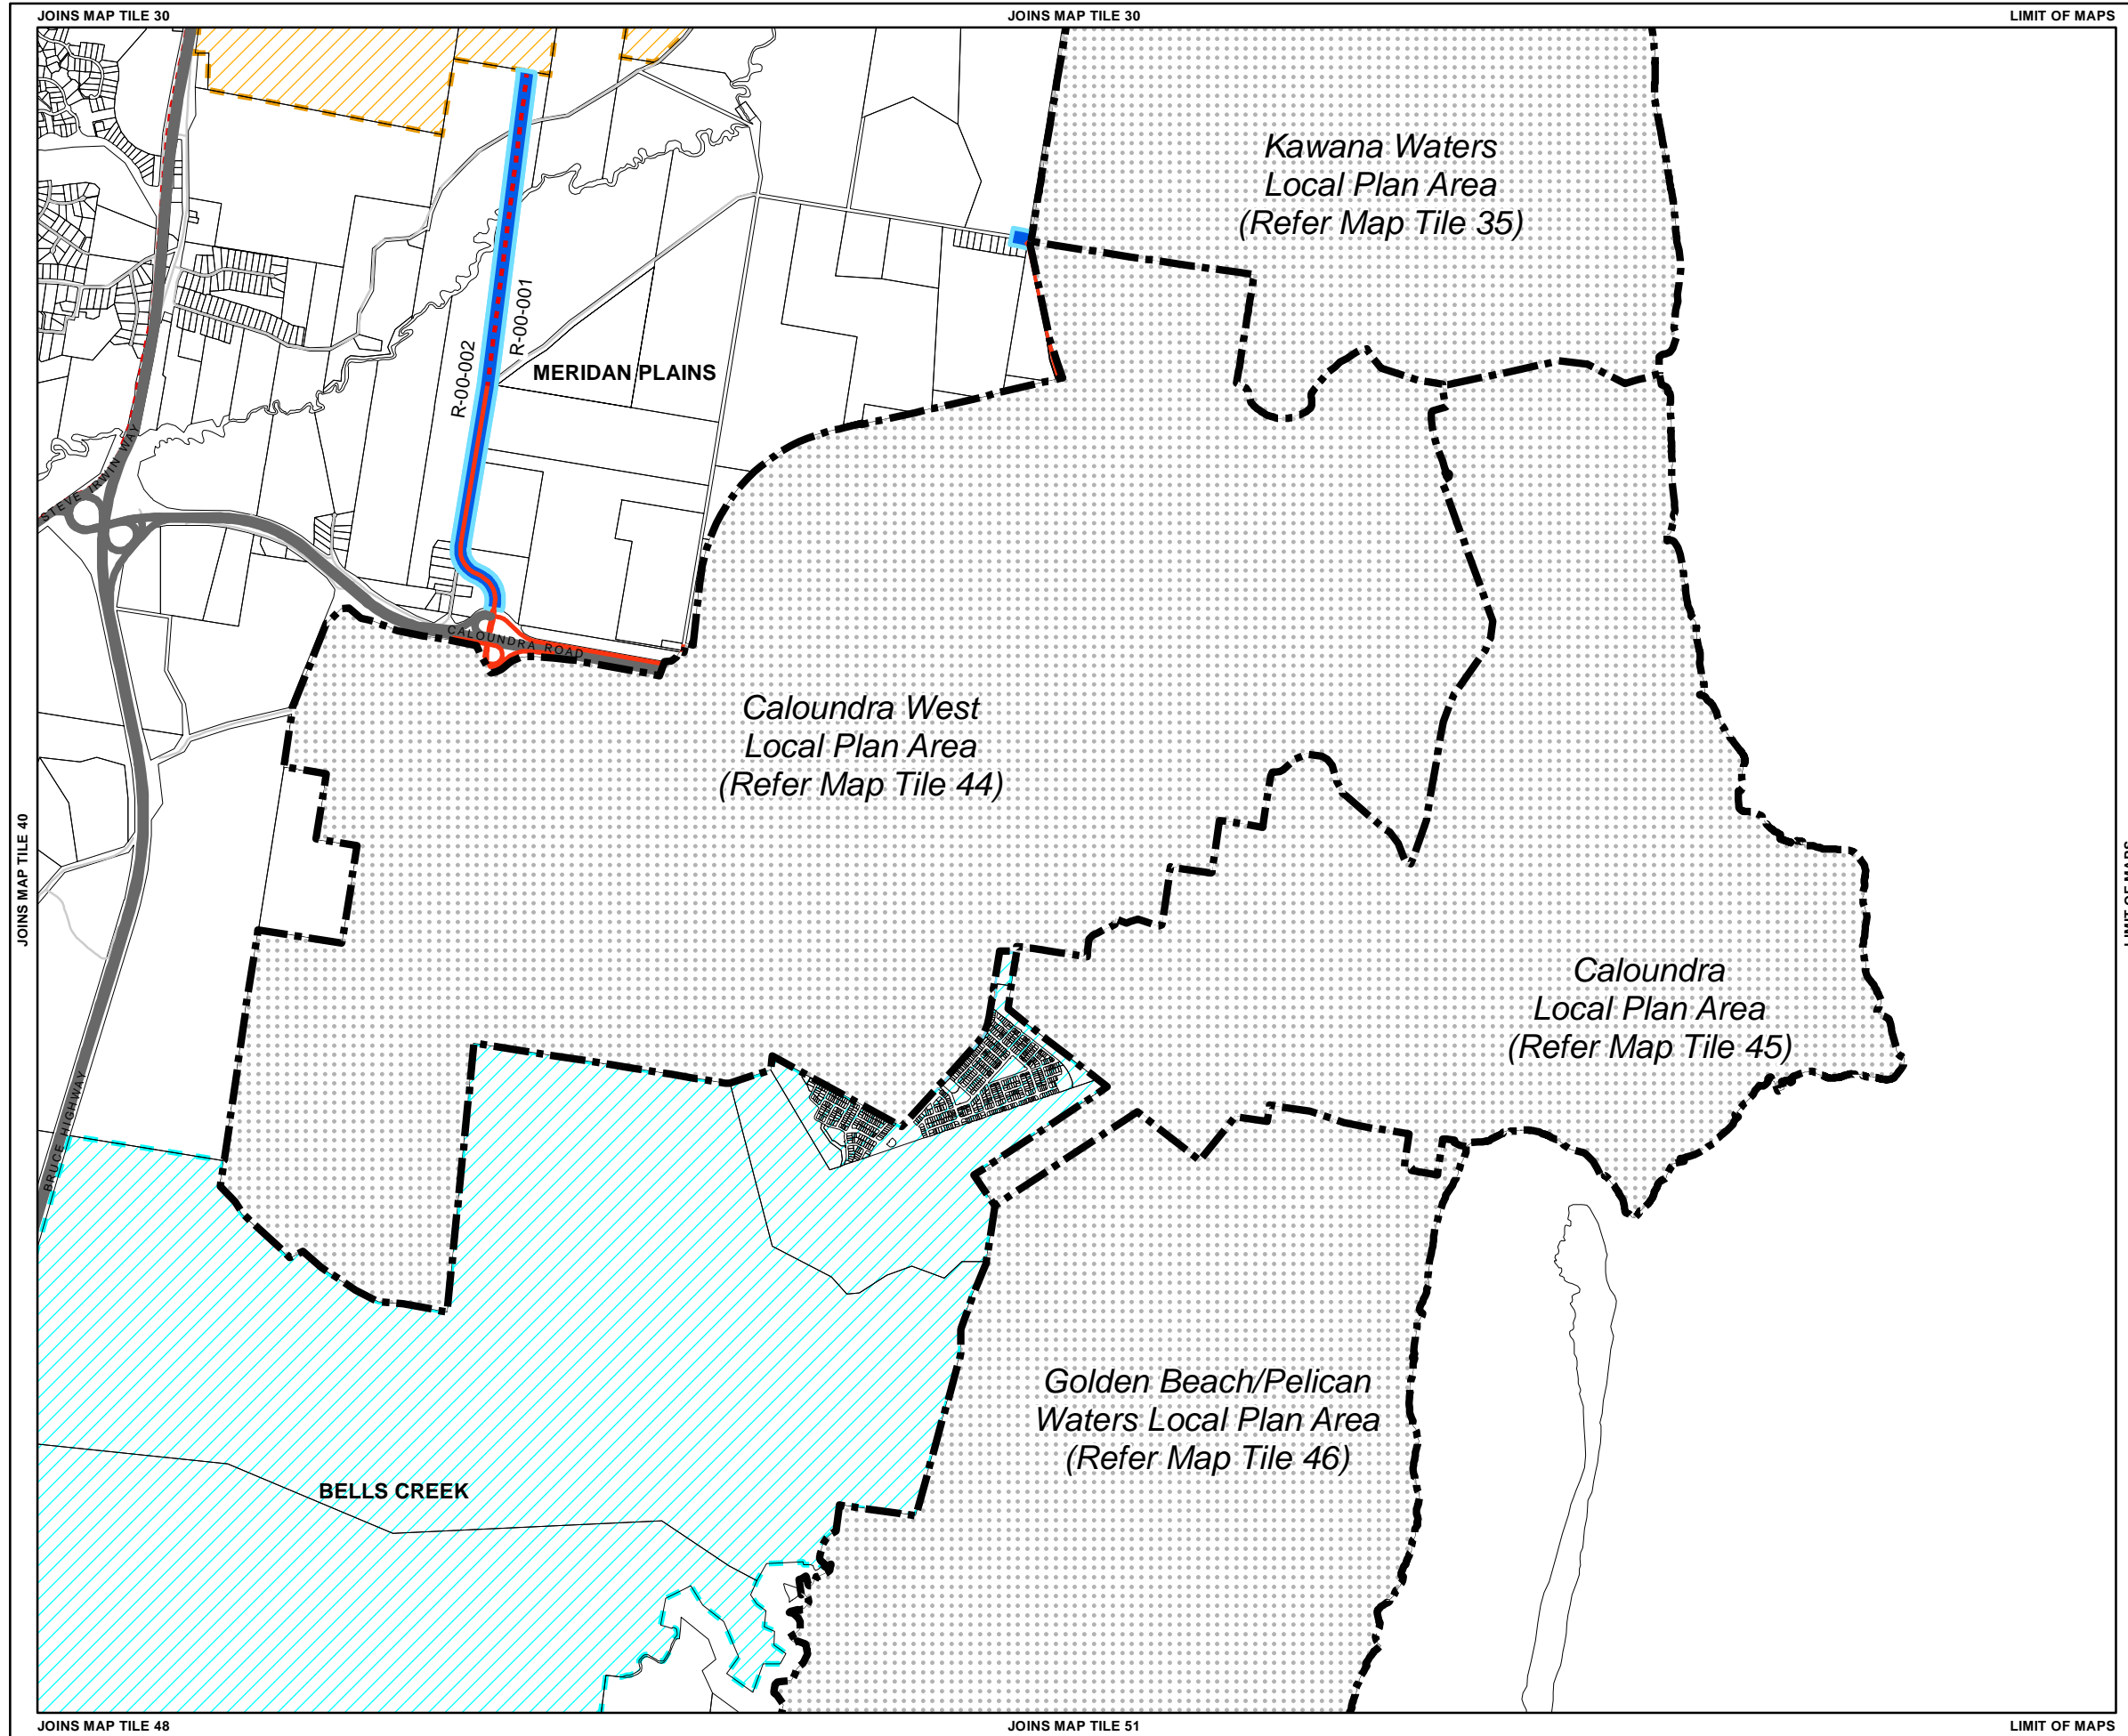 JOINS MAP TILE 30
JOINS MAP TILE 30
LIMIT OF MAPS
Kawana Waters
Local Plan Area
(Refer Map Tile 35)
R-00-001
R-00-002
MERIDAN PLAINS
STEVE IRWIN WAY
CALOUNDRA ROAD
Caloundra West
Local Plan Area
(Refer Map Tile 44)
JOINS MAP TILE 40
LIMIT OF MAPS
Caloundra
Local Plan Area
(Refer Map Tile 45)
BRUCE HIGHWAY
Golden Beach/Pelican
Waters Local Plan Area
(Refer Map Tile 46)
BELLS CREEK
JOINS MAP TILE 48
JOINS MAP TILE 51
LIMIT OF MAPS